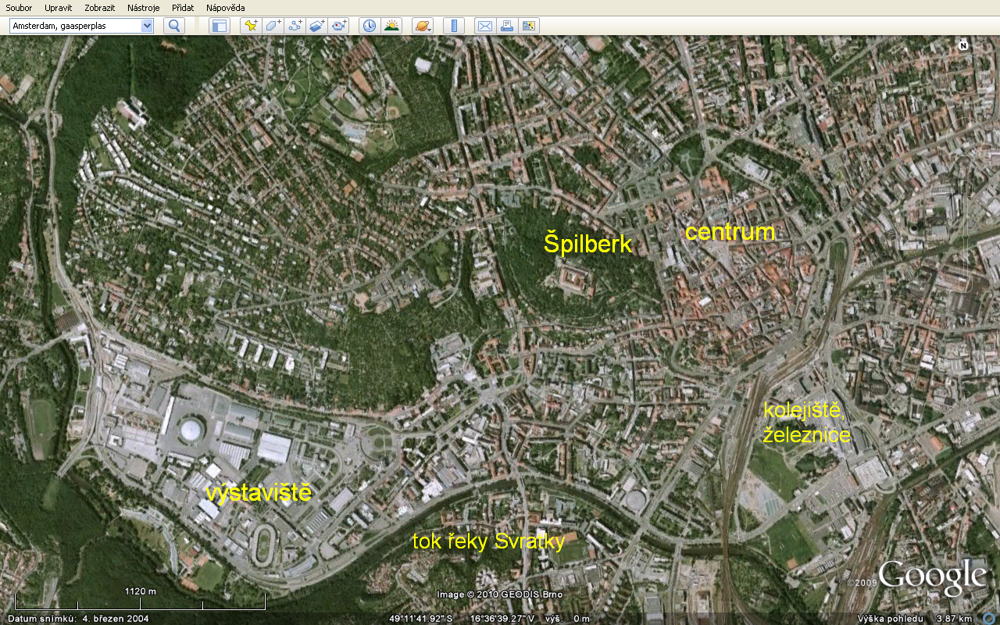 Soubor Upravit Zobrazit Nástroje Přidat Nápověda
Amsterdam, gaasperplas
N
Špilberk
centrum
kolejiště,
železnice
výstaviště
tok řeky Svratky
©2009 Google
1120 m
Image © 2010 GEODIS Brno
Datum snímků: 4. březen 2004 49°11'41.92" S 16°36'39.27" V výš. 0 m Výška pohledu 3.87 km